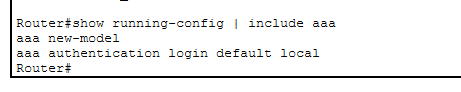 Router#show running-config | include aaa
aaa new-model
aaa authentication login default local
Router#